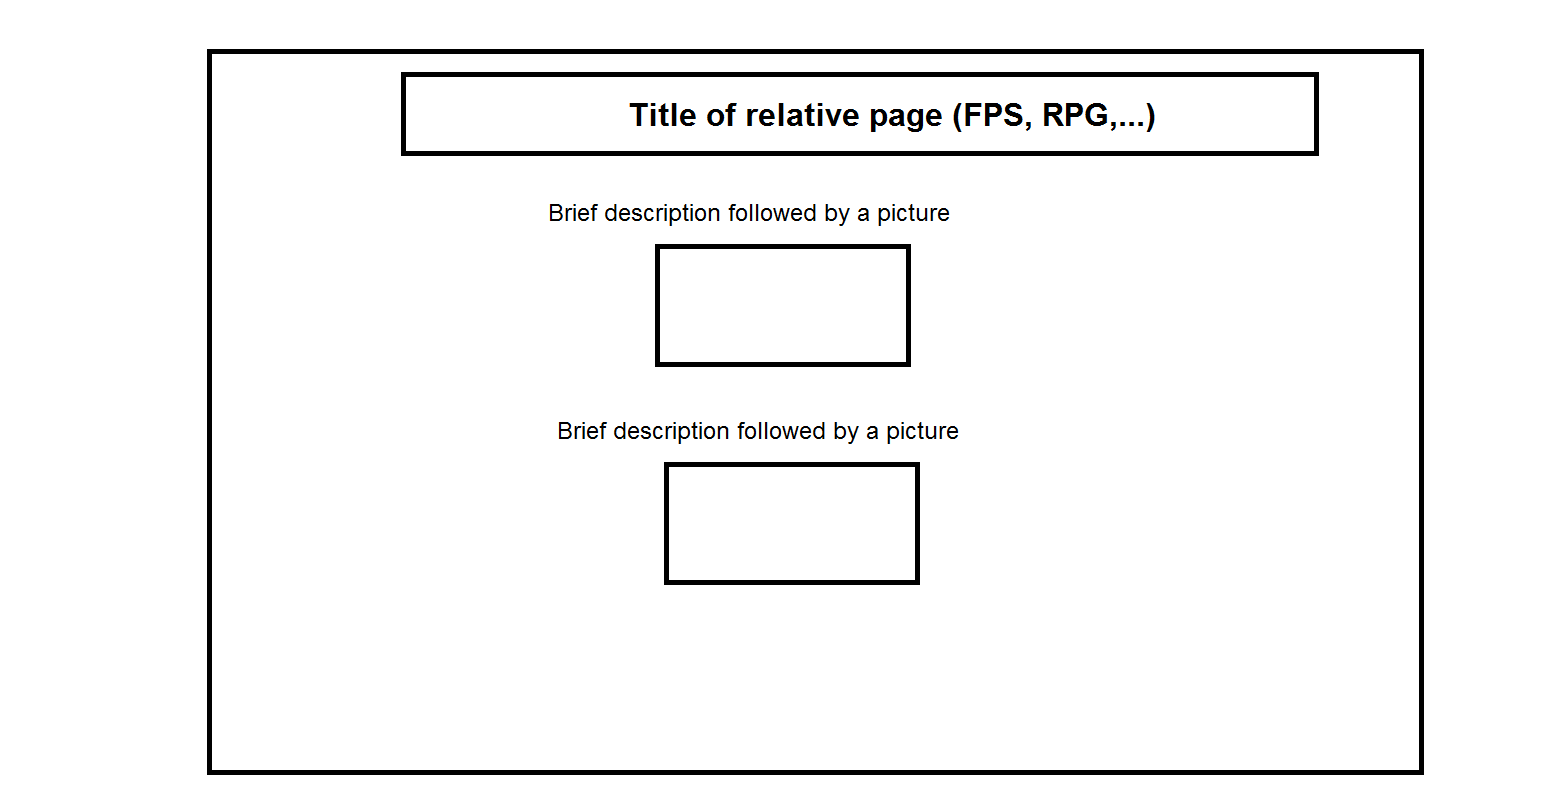 Title of relative page (FPS, RPG,...)
Brief description followed by a picture
Brief description followed by a picture